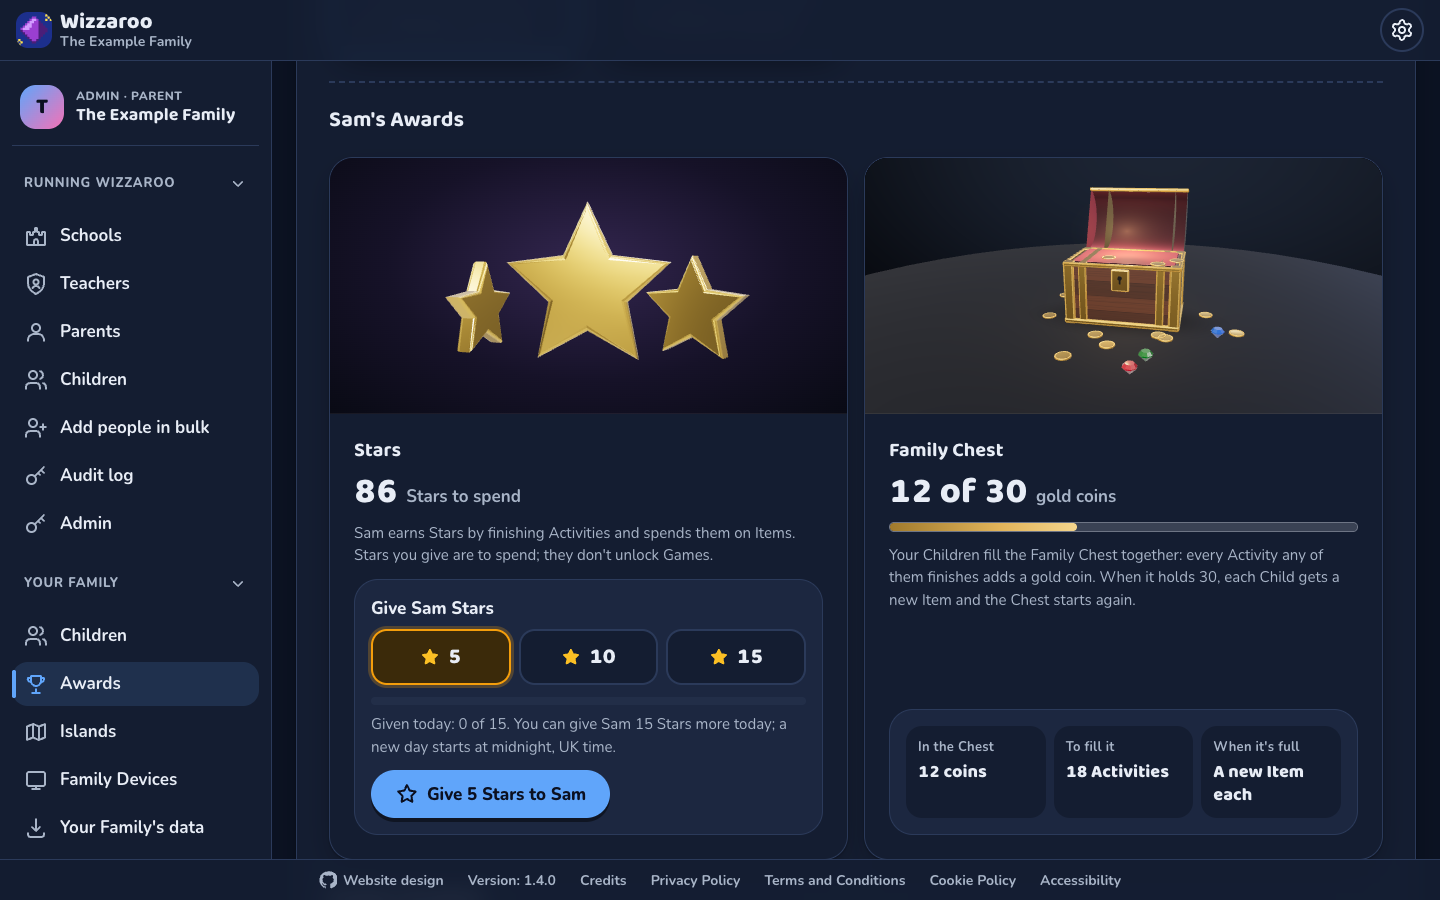 Wizzaroo
The Example Family
T
ADMIN · PARENT
The Example Family
RUNNING WIZZAROO
Schools
Teachers
Parents
Children
Add people in bulk
Audit log
Admin
YOUR FAMILY
Children
Awards
Islands
Family Devices
Your Family's data
Sam's Awards
Stars
86 Stars to spend
Sam earns Stars by finishing Activities and spends them on Items.
Stars you give are to spend; they don't unlock Games.
Give Sam Stars
5
10
15
Given today: 0 of 15. You can give Sam 15 Stars more today; a
new day starts at midnight, UK time.
Give 5 Stars to Sam
Family Chest
12 of 30 gold coins
Your Children fill the Family Chest together: every Activity any of
them finishes adds a gold coin. When it holds 30, each Child gets a
new Item and the Chest starts again.
In the Chest
12 coins
To fill it
18 Activities
When it's full
A new Item
each
Website design
Version: 1.4.0
Credits
Privacy Policy
Terms and Conditions
Cookie Policy
Accessibility